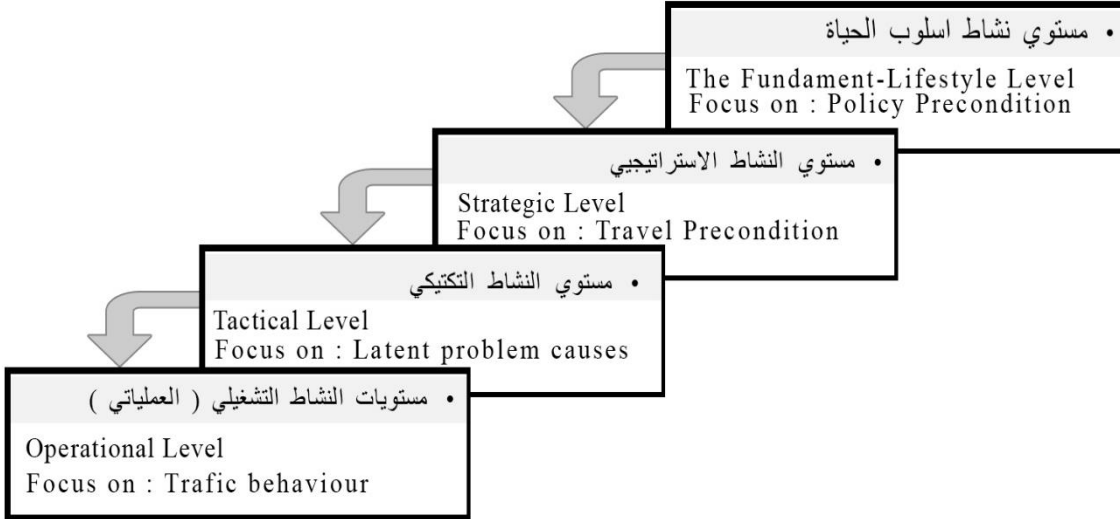 • مستوي نشاط اسلوب الحياة
The Fundament-Lifestyle Level
Focus on : Policy Precondition
• مستوي النشاط الاستراتيجيي
Strategic Level
Focus on : Travel Precondition
• مستوي النشاط التكتيكي
Tactical Level
Focus on : Latent problem causes
• مستويات النشاط التشغيلي ( العملياتي )
Operational Level
Focus on : Trafic behaviour